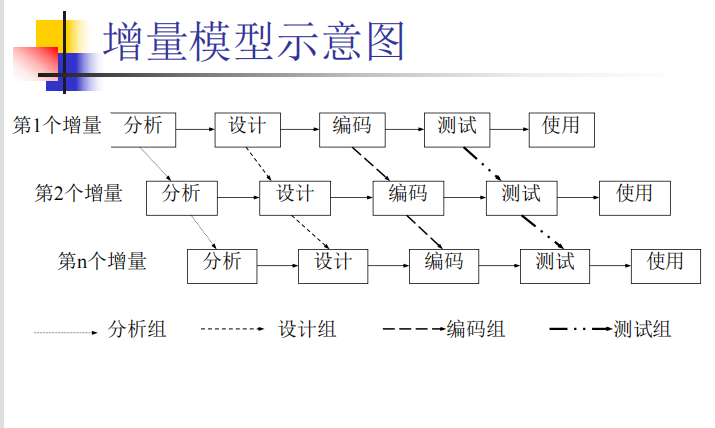 增量模型示意图
第1个增量 分析 设计 编码 测试 使用
第2个增量 分析 设计 编码 测试 使用
第n个增量 分析 设计 编码 测试 使用
分析组 设计组 编码组 测试组